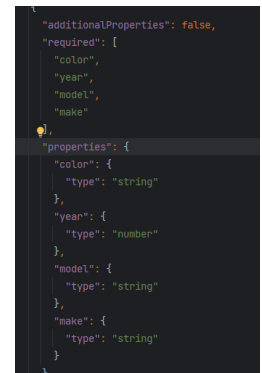 {
"additionalProperties": false,
"required": [
"color",
"year",
"model",
"make"
],
"properties": {
"color": {
"type": "string"
},
"year": {
"type": "number"
},
"model": {
"type": "string"
},
"make": {
"type": "string"
}
}